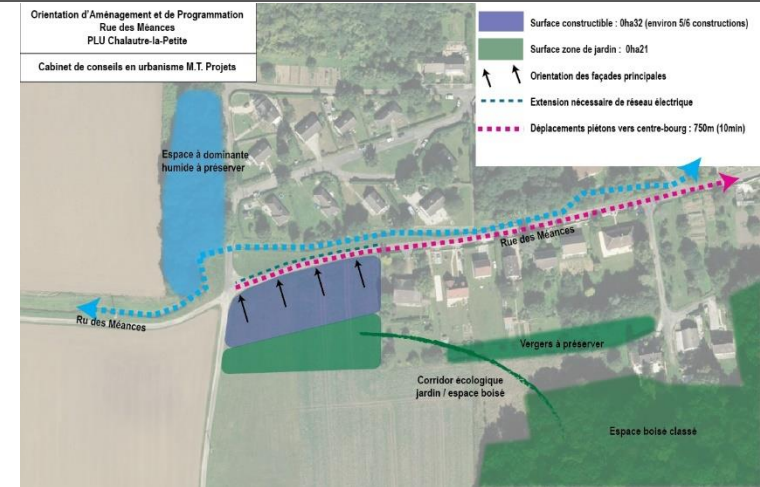 Orientation d'Aménagement et de Programmation
Rue des Méances
PLU Chalautre-la-Petite
Cabinet de conseils en urbanisme M.T. Projets
Surface constructible : 0ha32 (environ 5/6 constructions)
Surface zone de jardin : 0ha21
Orientation des façades principales
Extension nécessaire de réseau électrique
Déplacements piétons vers centre-bourg : 750m (10min)
Espace à dominante
humide à préserver
Rue des Méances
Ru des Méances
Vergers à préserver
Corridor écologique
jardin / espace boisé
Espace boisé classé